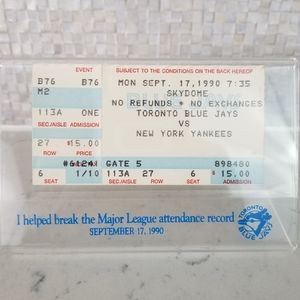 EVENT
SUBJECT TO THE CONDITIONS ON THE BACK HEREOF
B76 B76 MON SEPT. 17,1990 7:35
M2 SKYDOME
NO REFUNDS * NO EXCHANGES
SEC/AISLE ADMISSION
113A ONE TORONTO BLUE JAYS
VS
27 $15.00 NEW YORK YANKEES
ROW
#6124 GATE 5 898480
6 1/10 113A 27 6 $15.00
SEAT SEC/AISLE ROW SEAT ADMISSION
I helped break the Major League attendance record
SEPTEMBER 17, 1990
TORONTO
BLUE JAYS